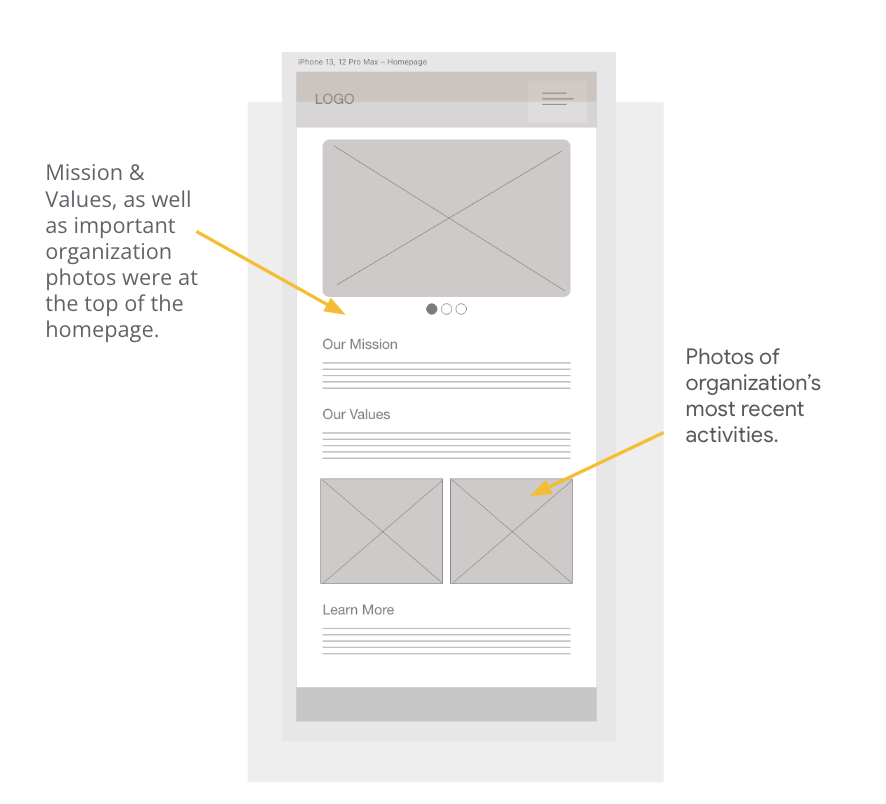 iPhone 13, 12 Pro Max – Homepage
LOGO
Mission &
Values, as well
as important
organization
photos were at
the top of the
homepage.
Our Mission
Photos of
organization’s
most recent
activities.
Our Values
Learn More